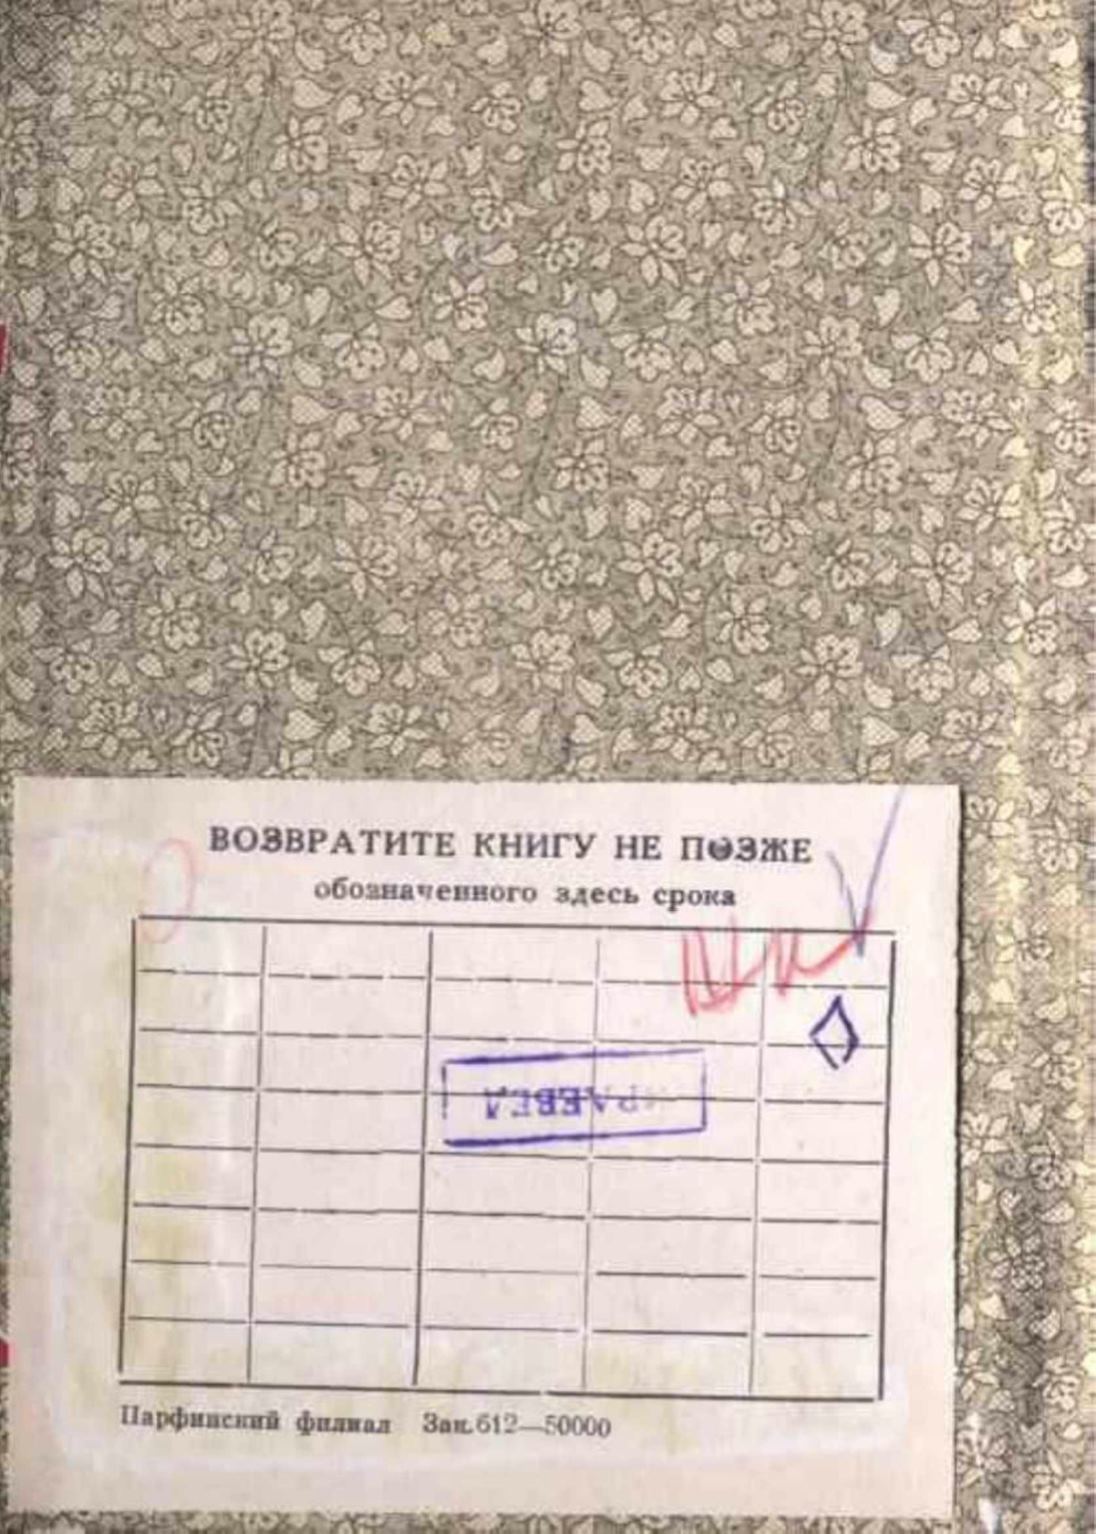 ВОЗВРАТИТЕ КНИГУ НЕ ПОЗЖЕ
обозначенного здесь срока
Парфинский филиал Зак. 612—50000